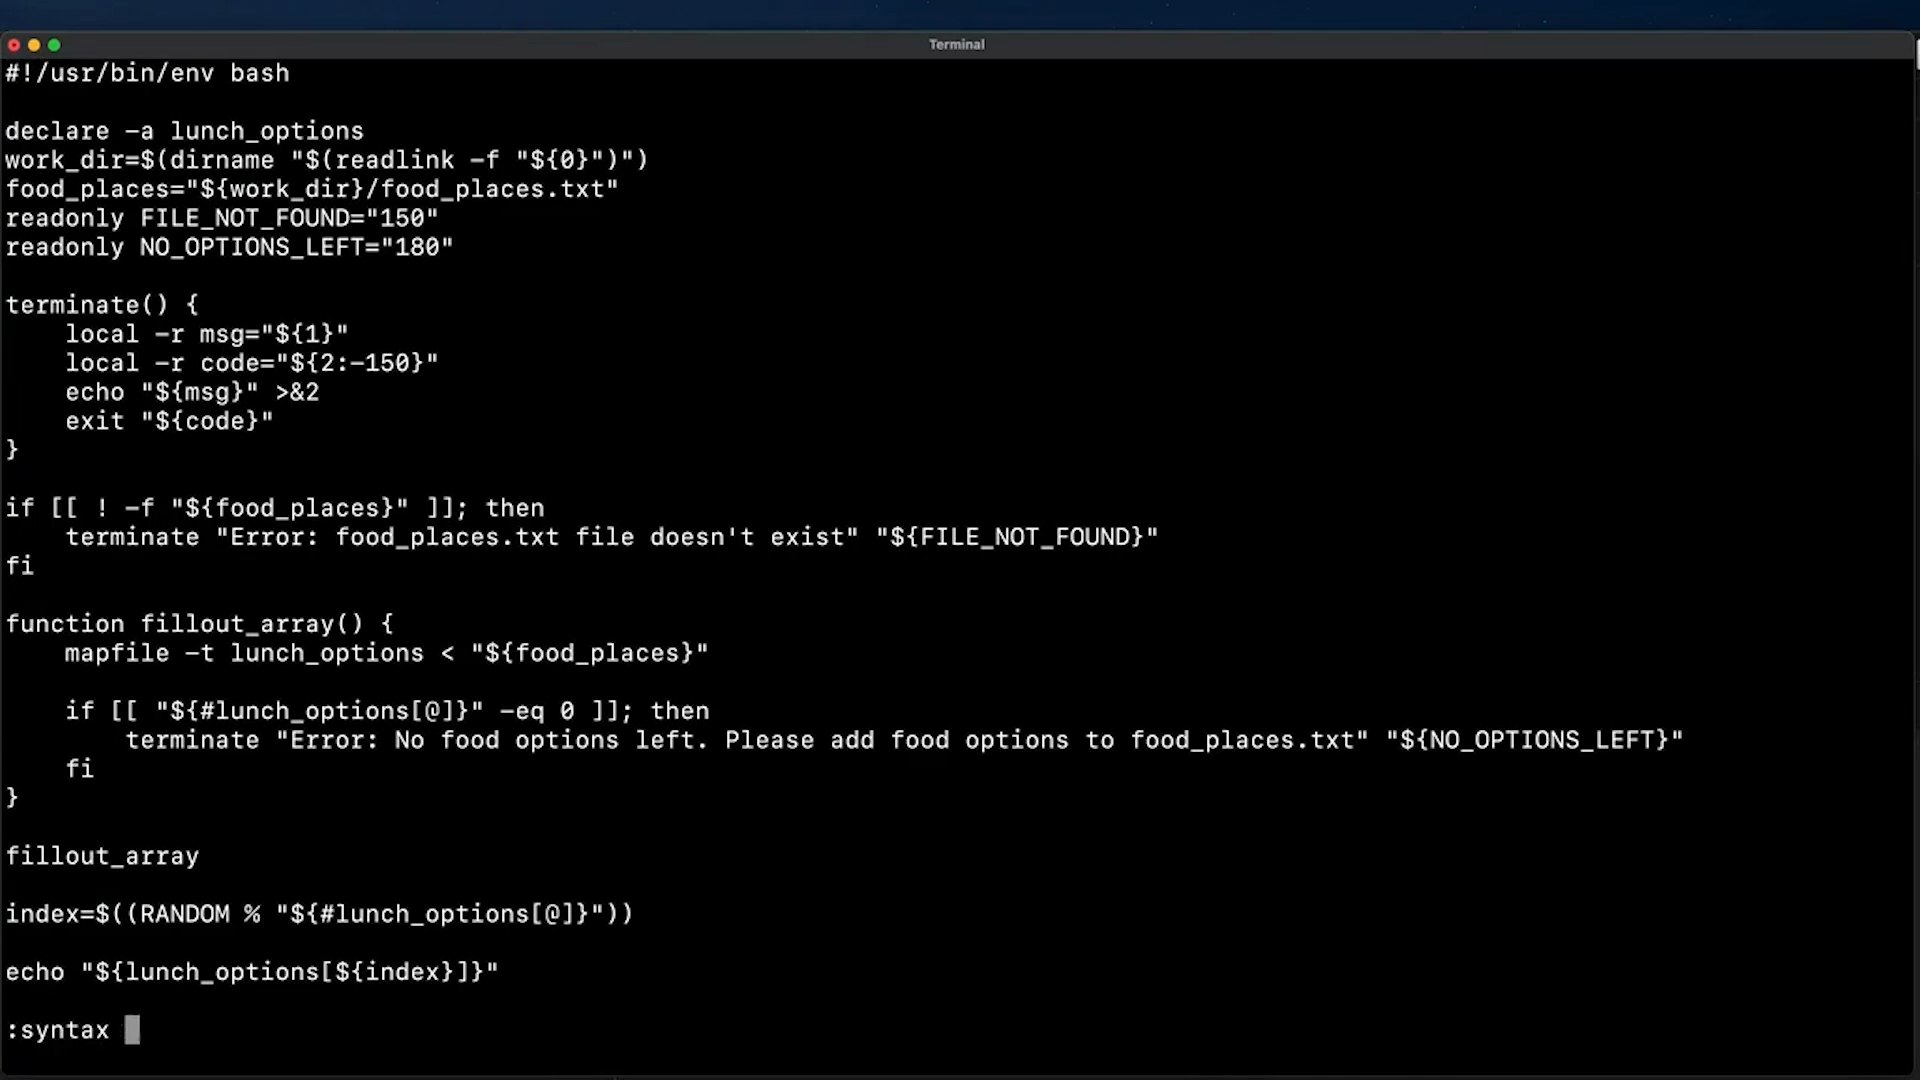 Terminal
#!/usr/bin/env bash
declare -a lunch_options
work_dir=$(dirname "$(readlink -f "${0}")")
food_places="${work_dir}/food_places.txt"
readonly FILE_NOT_FOUND="150"
readonly NO_OPTIONS_LEFT="180"
terminate() {
    local -r msg="${1}"
    local -r code="${2:-150}"
    echo "${msg}" >&2
    exit "${code}"
}
if [[ ! -f "${food_places}" ]]; then
    terminate "Error: food_places.txt file doesn't exist" "${FILE_NOT_FOUND}"
fi
function fillout_array() {
    mapfile -t lunch_options < "${food_places}"
    if [[ "${#lunch_options[@]}" -eq 0 ]]; then
        terminate "Error: No food options left. Please add food options to food_places.txt" "${NO_OPTIONS_LEFT}"
    fi
}
fillout_array
index=$((RANDOM % "${#lunch_options[@]}"))
echo "${lunch_options[${index}]}"
:syntax